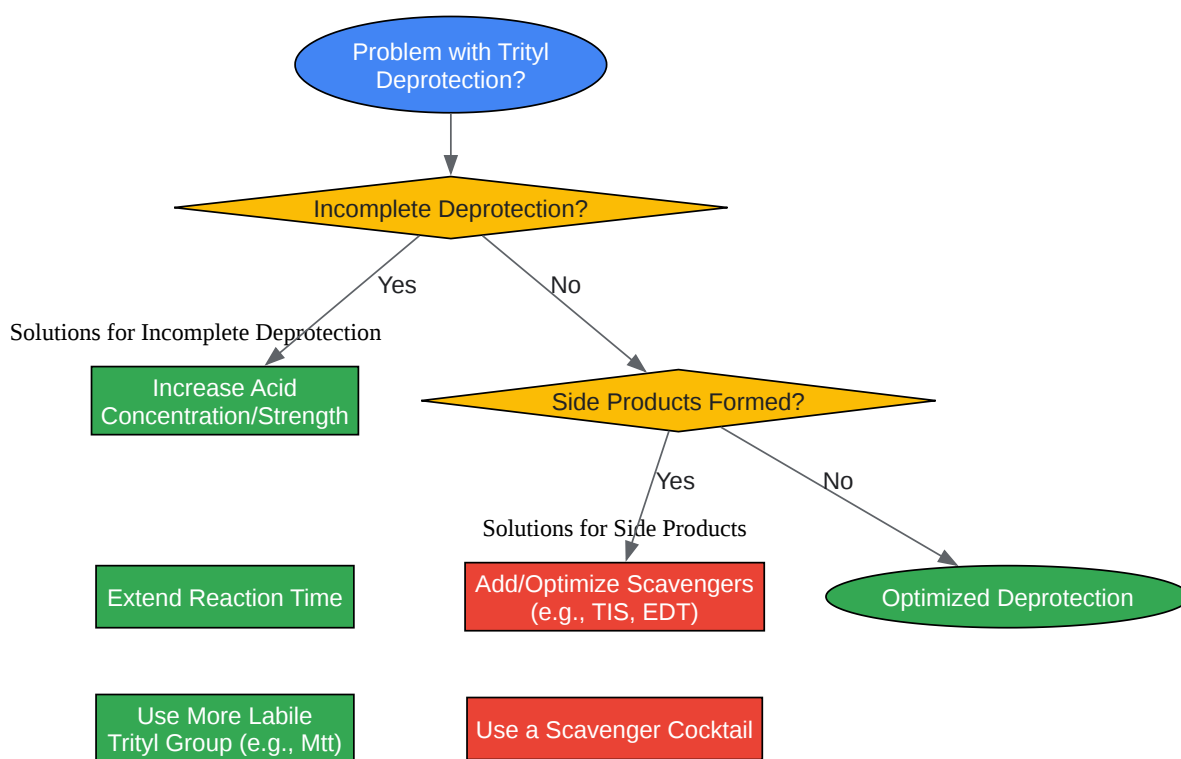 Problem with Trityl
Deprotection?
Incomplete Deprotection?
Yes
No
Solutions for Incomplete Deprotection
Increase Acid
Concentration/Strength
Side Products Formed?
Yes
No
Solutions for Side Products
Extend Reaction Time
Add/Optimize Scavengers
(e.g., TIS, EDT)
Optimized Deprotection
Use More Labile
Trityl Group (e.g., Mtt)
Use a Scavenger Cocktail